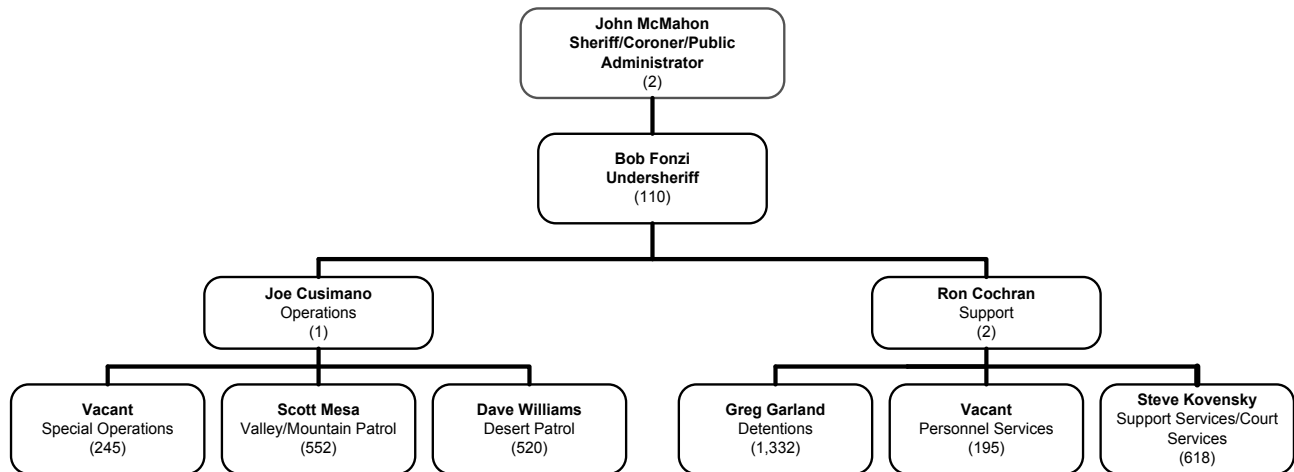 John McMahon
Sheriff/Coroner/Public
Administrator
(2)
Bob Fonzi
Undersheriff
(110)
Joe Cusimano
Operations
(1)
Ron Cochran
Support
(2)
Vacant
Special Operations
(245)
Scott Mesa
Valley/Mountain Patrol
(552)
Dave Williams
Desert Patrol
(520)
Greg Garland
Detentions
(1,332)
Vacant
Personnel Services
(195)
Steve Kovensky
Support Services/Court
Services
(618)